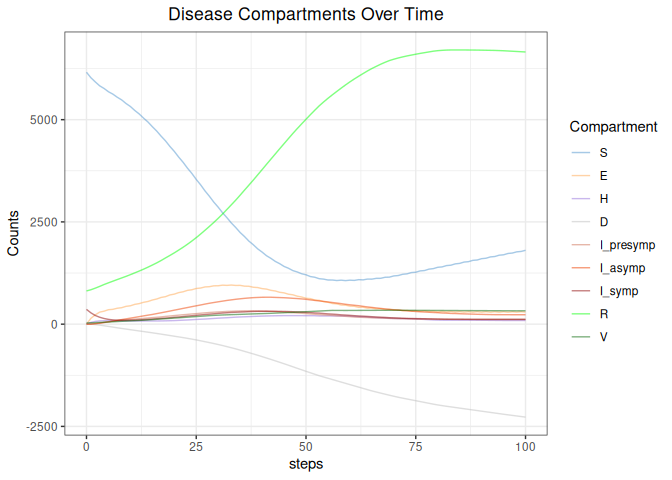 Disease Compartments Over Time
Counts
5000
2500
0
-2500
0
25
50
75
100
steps
Compartment
S
E
H
D
I_presymp
I_asymp
I_symp
R
V